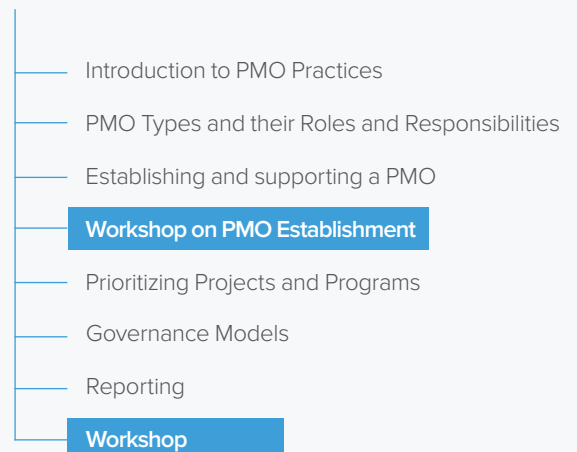 Introduction to PMO Practices
PMO Types and their Roles and Responsibilities
Establishing and supporting a PMO
Workshop on PMO Establishment
Prioritizing Projects and Programs
Governance Models
Reporting
Workshop